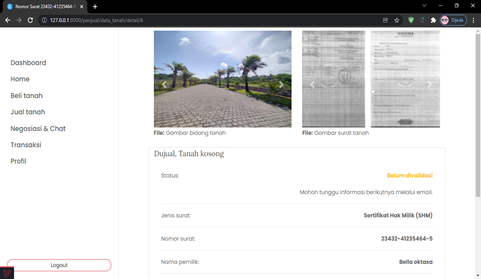 Nomor Surat 23432-41235464-5
127.0.0.1:8000/penjual/data_tanah/detail/6
Djela
Dashboard
Home
Beli tanah
Jual tanah
Negosiasi & Chat
Transaksi
Profil
Logout
File: Gambar bidang tanah
File: Gambar surat tanah
Dujual, Tanah kosong
Status:
Belum divalidasi
Mohon tunggu informasi berikutnya melalui email.
Jenis surat:
Sertifikat Hak Milik (SHM)
Nomor surat:
23432-41235464-5
Nama pemilik:
Bella oktasa